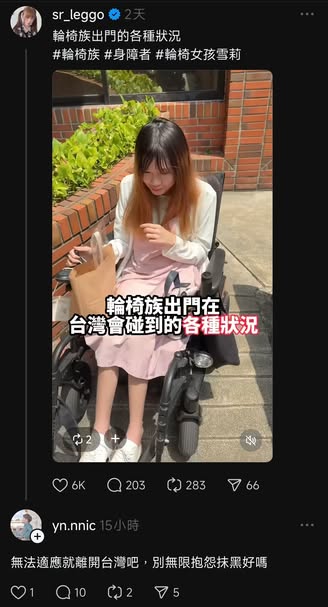 sr_leggo 2天
輪椅族出門的各種狀況
#輪椅族 #身障者 #輪椅女孩雪莉
輪椅族出門在
台灣會碰到的各種狀況
2
6K 203 283 66
yn.nnic 15小時
無法適應就離開台灣吧，別無限抱怨抹黑好嗎
1 10 2 5